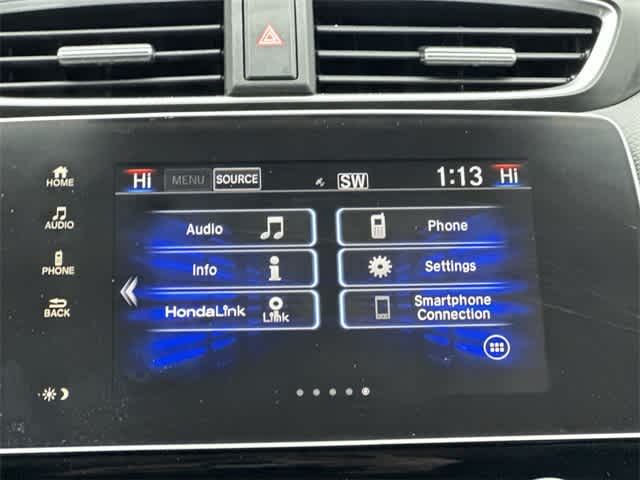 Hi MENU SOURCE SW 1:13 Hi
HOME
AUDIO
PHONE
BACK
Audio
Phone
Info
Settings
HondaLink Link
Smartphone
Connection